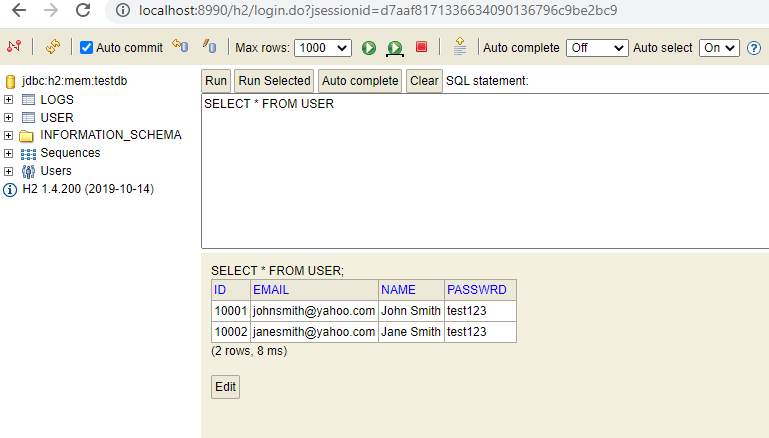 localhost:8990/h2/login.do?jsessionid=d7aaf8171336634090136796c9be2bc9
Auto commit Max rows: 1000 Auto complete Off Auto select On ?
jdbc:h2:mem:testdb
LOGS
USER
INFORMATION_SCHEMA
Sequences
Users
H2 1.4.200 (2019-10-14)
Run Run Selected Auto complete Clear SQL statement:
SELECT * FROM USER
SELECT * FROM USER;
ID EMAIL NAME PASSWRD
10001 johnsmith@yahoo.com John Smith test123
10002 janesmith@yahoo.com Jane Smith test123
(2 rows, 8 ms)
Edit